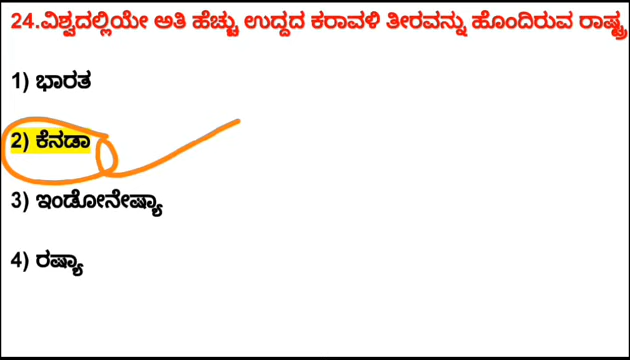 24.ವಿಶ್ವದಲ್ಲಿಯೇ ಅತಿ ಹೆಚ್ಚು ಉದ್ದದ ಕರಾವಳಿ ತೀರವನ್ನು ಹೊಂದಿರುವ ರಾಷ್ಟ್ರ
1) ಭಾರತ
2) ಕೆನಡಾ
3) ಇಂಡೋನೇಷ್ಯಾ
4) ರಷ್ಯಾ